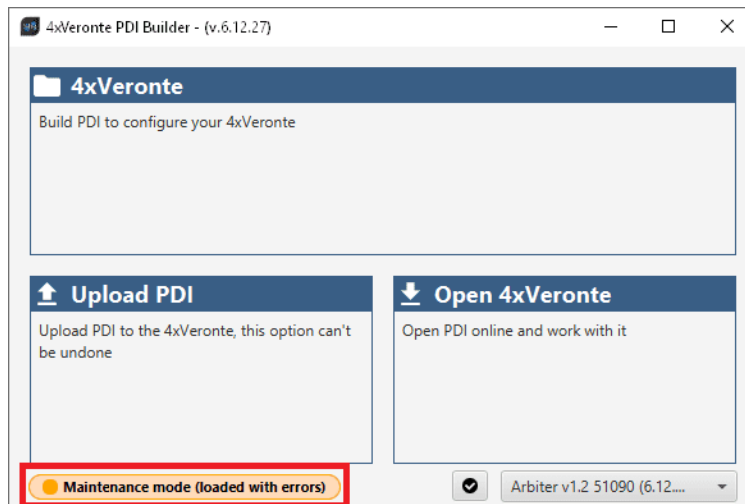 4xVeronte PDI Builder - (v.6.12.27)
4xVeronte
Build PDI to configure your 4xVeronte
Upload PDI
Upload PDI to the 4xVeronte, this option can't
be undone
Open 4xVeronte
Open PDI online and work with it
Maintenance mode (loaded with errors)
Arbiter v1.2 51090 (6.12....